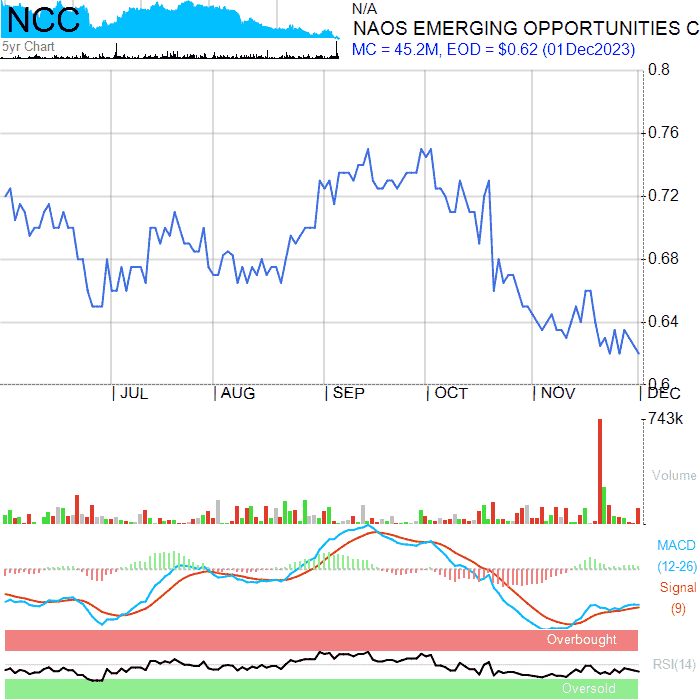 NCC
N/A
NAOS EMERGING OPPORTUNITIES C
5yr Chart
MC = 45.2M, EOD = $0.62 (01Dec2023)
0.8
0.76
0.72
0.68
0.64
0.6
JUL AUG SEP OCT NOV DEC
743k
Volume
MACD
(12-26)
Signal
(9)
Overbought
RSI(14)
Oversold